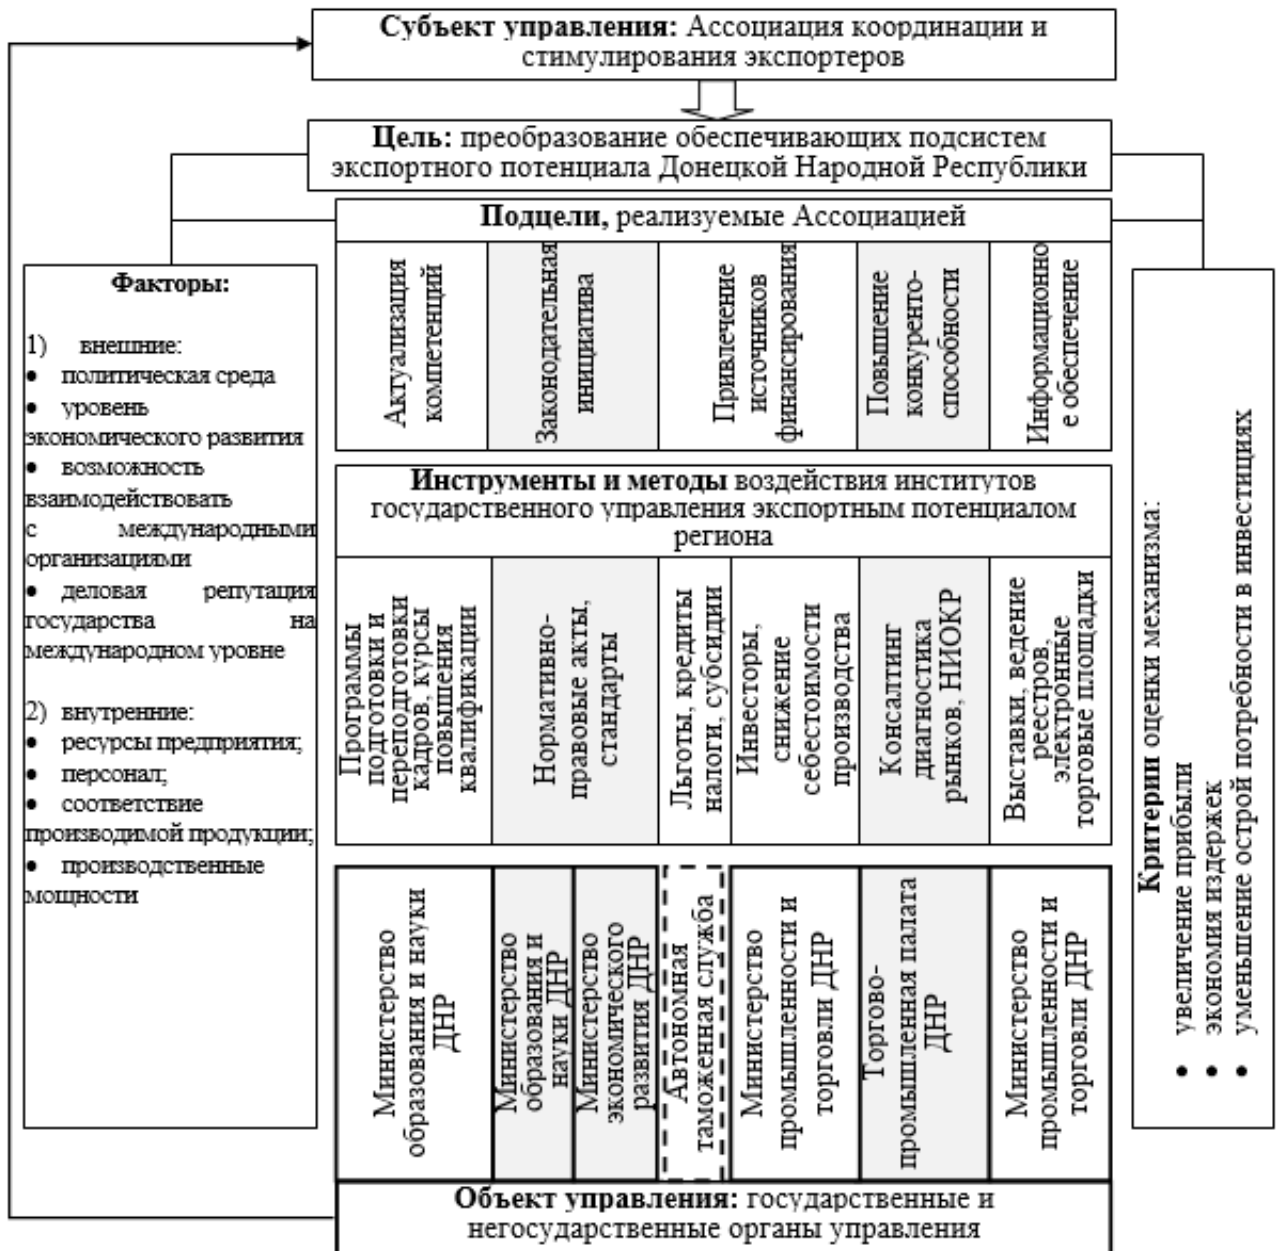 Субъект управления: Ассоциация координации и
стимулирования экспортеров
Цель: преобразование обеспечивающих подсистем
экспортного потенциала Донецкой Народной Республики
Подцели, реализуемые Ассоциацией
Актуализация
компетенций
Законодательная
инициатива
Привлечение
источников
финансирования
Повышение
конкуренто-
способности
Информационно
е обеспечение
Факторы:
1) внешние:
• политическая среда
• уровень
экономического развития
• возможность
взаимодействовать
с международными
организациями
• деловая репутация
государства на
международном уровне
2) внутренние:
• ресурсы предприятия;
• персонал;
• соответствие
производимой продукции;
• производственные
мощности
Инструменты и методы воздействия институтов
государственного управления экспортным потенциалом
региона
Программы
подготовки и
переподготовки
кадров, курсы
повышения
квалификации
Нормативно-
правовые акты,
стандарты
Льготы, кредиты
налоги, субсидии
Инвесторы,
снижение
себестоимости
производства
Консалтинг
диагностика
рынков, НИОКР
Выставки, ведение
реестров,
электронные
торговые площадки
Министерство
образования и науки
ДНР
Министерство
образования и
науки ДНР
Министерство
экономического
развития ДНР
Автономная
таможенная служба
Министерство
промышленности и
торговли ДНР
Торгово-
промышленная палата
ДНР
Министерство
промышленности и
торговли ДНР
Объект управления: государственные и
негосударственные органы управления
Критерии оценки механизма:
• увеличение прибыли
• экономия издержек
• уменьшение острой потребности в инвестициях